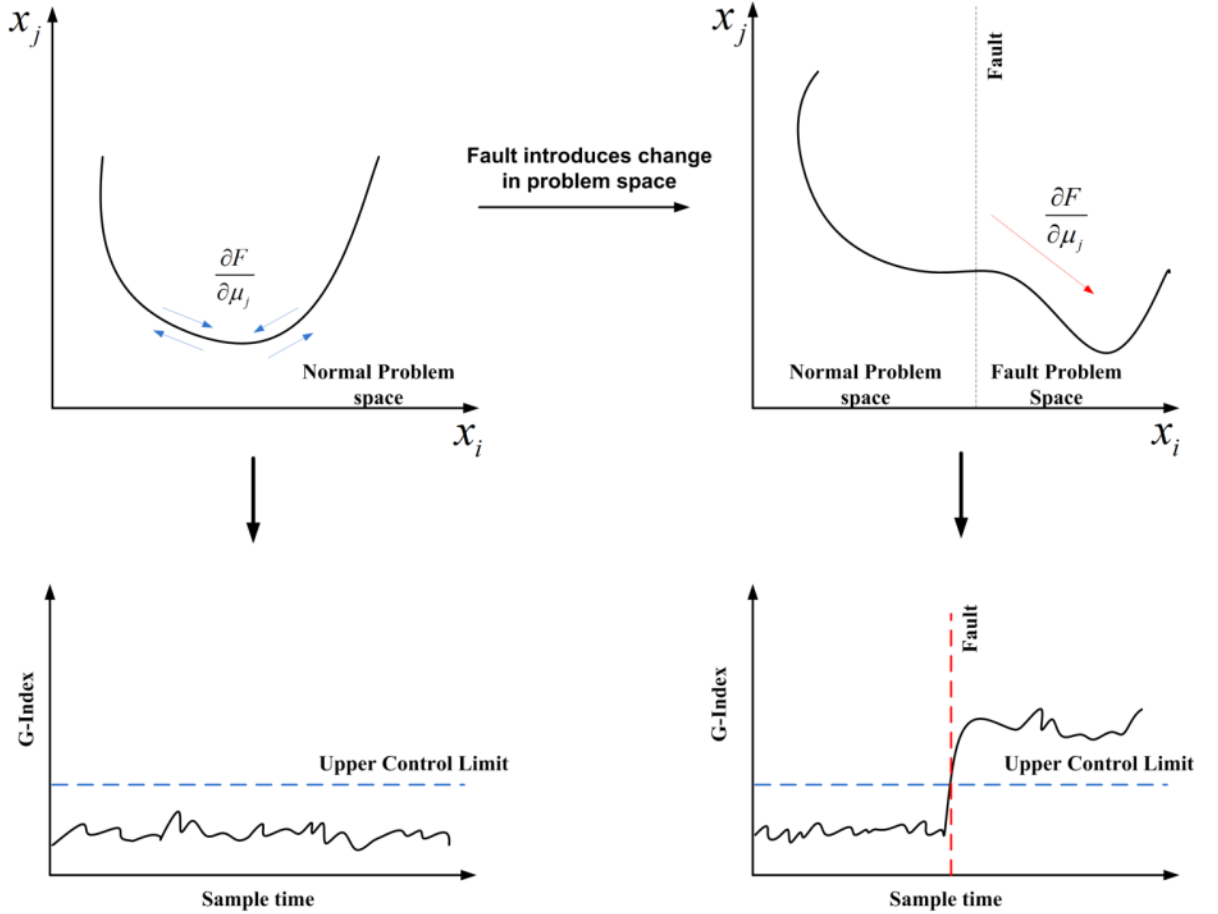 x_j
∂F
∂μ_j
Normal Problem
space
x_i
Fault introduces change
in problem space
x_j
Fault
∂F
∂μ_j
Normal Problem
space
Fault Problem
Space
x_i
G-Index
Upper Control Limit
Sample time
G-Index
Fault
Upper Control Limit
Sample time